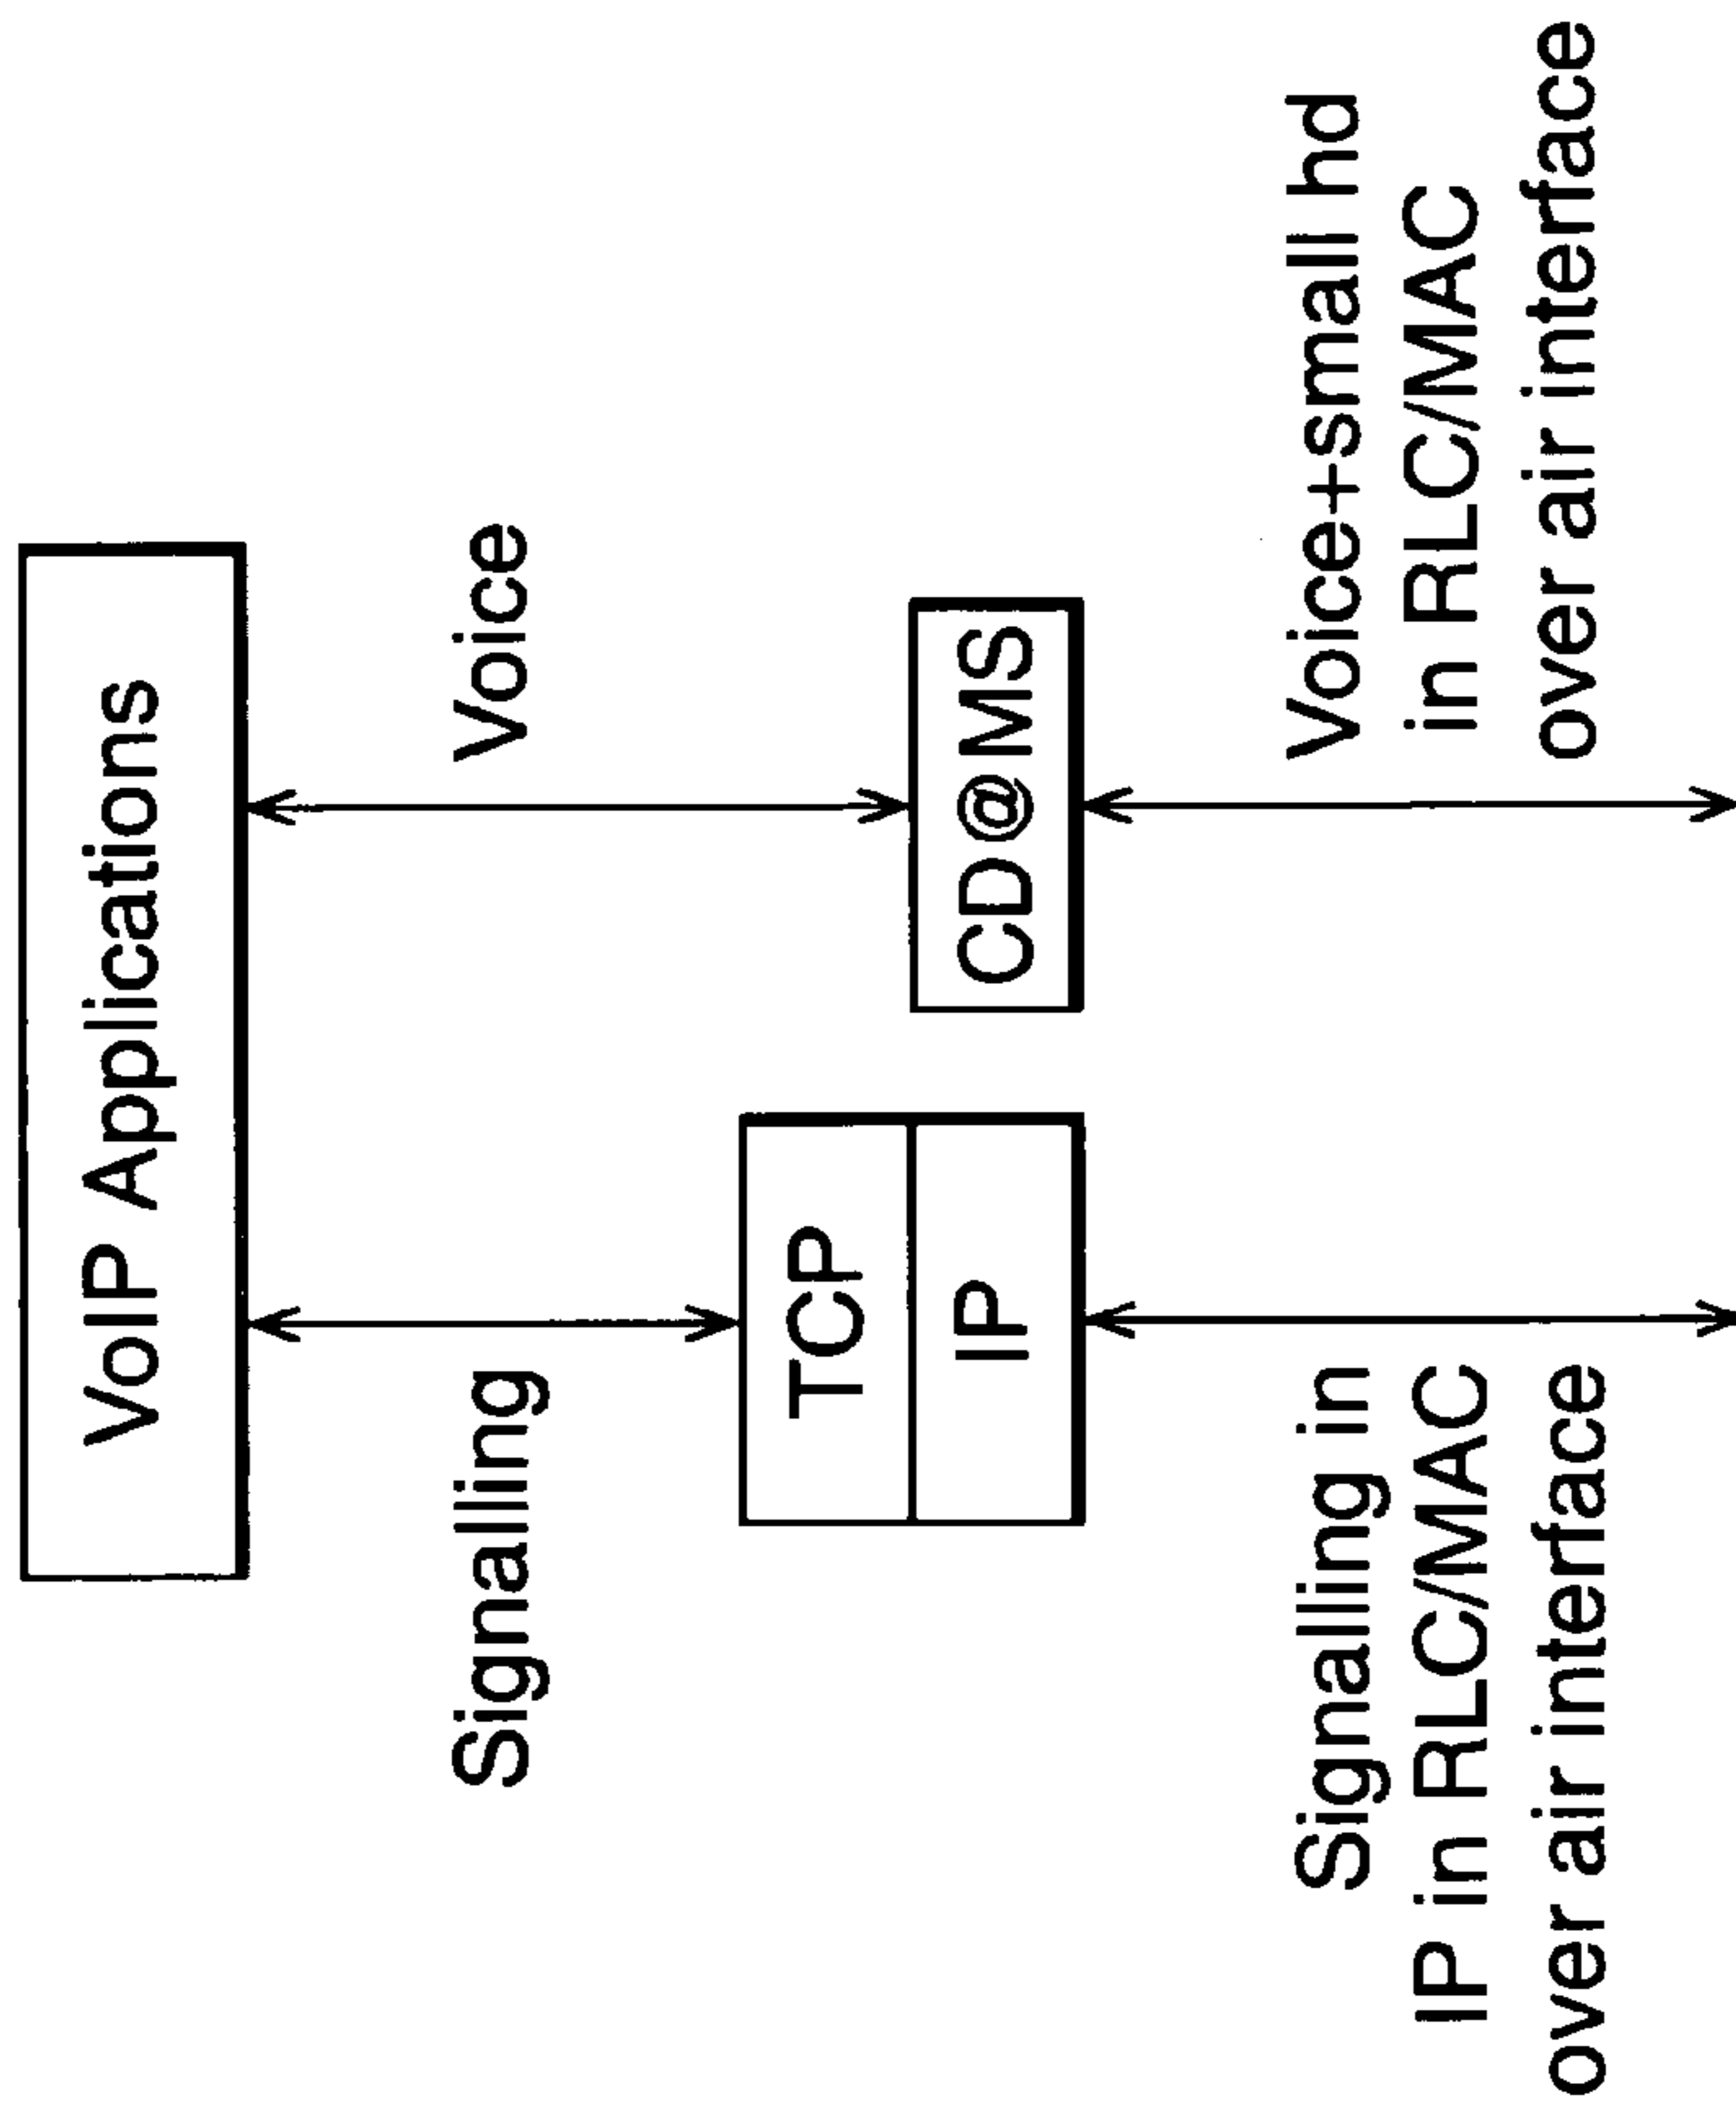 VoIP Applications
Signalling
Voice
TCP
IP
CD@MS
Signalling in
IP in RLC/MAC
over air interface
Voice+small hd
in RLC/MAC
over air interface